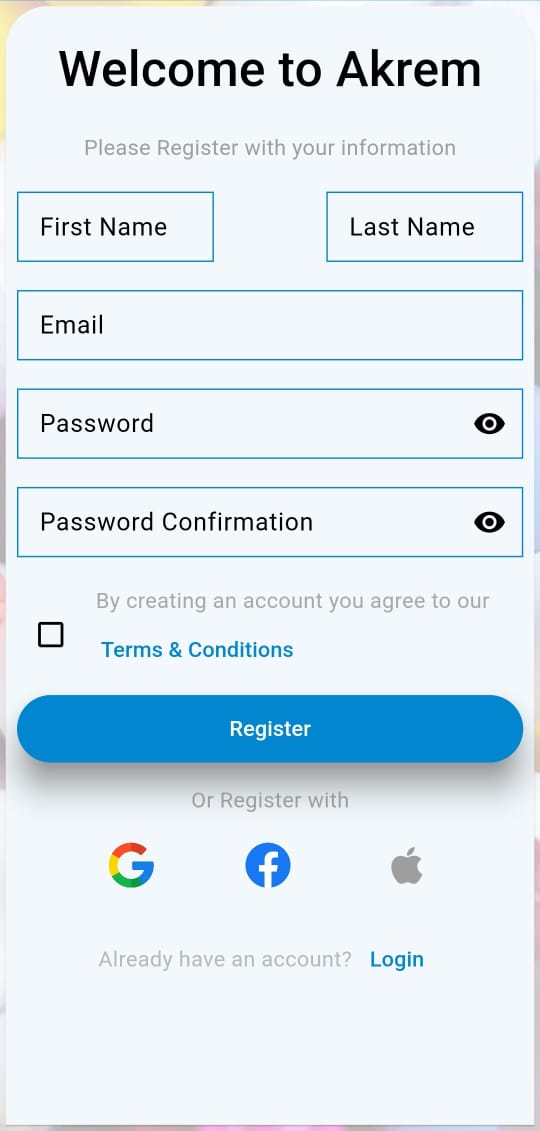 Welcome to Akrem
Please Register with your information
First Name
Last Name
Email
Password
Password Confirmation
By creating an account you agree to our
Terms & Conditions
Register
Or Register with
Already have an account? Login